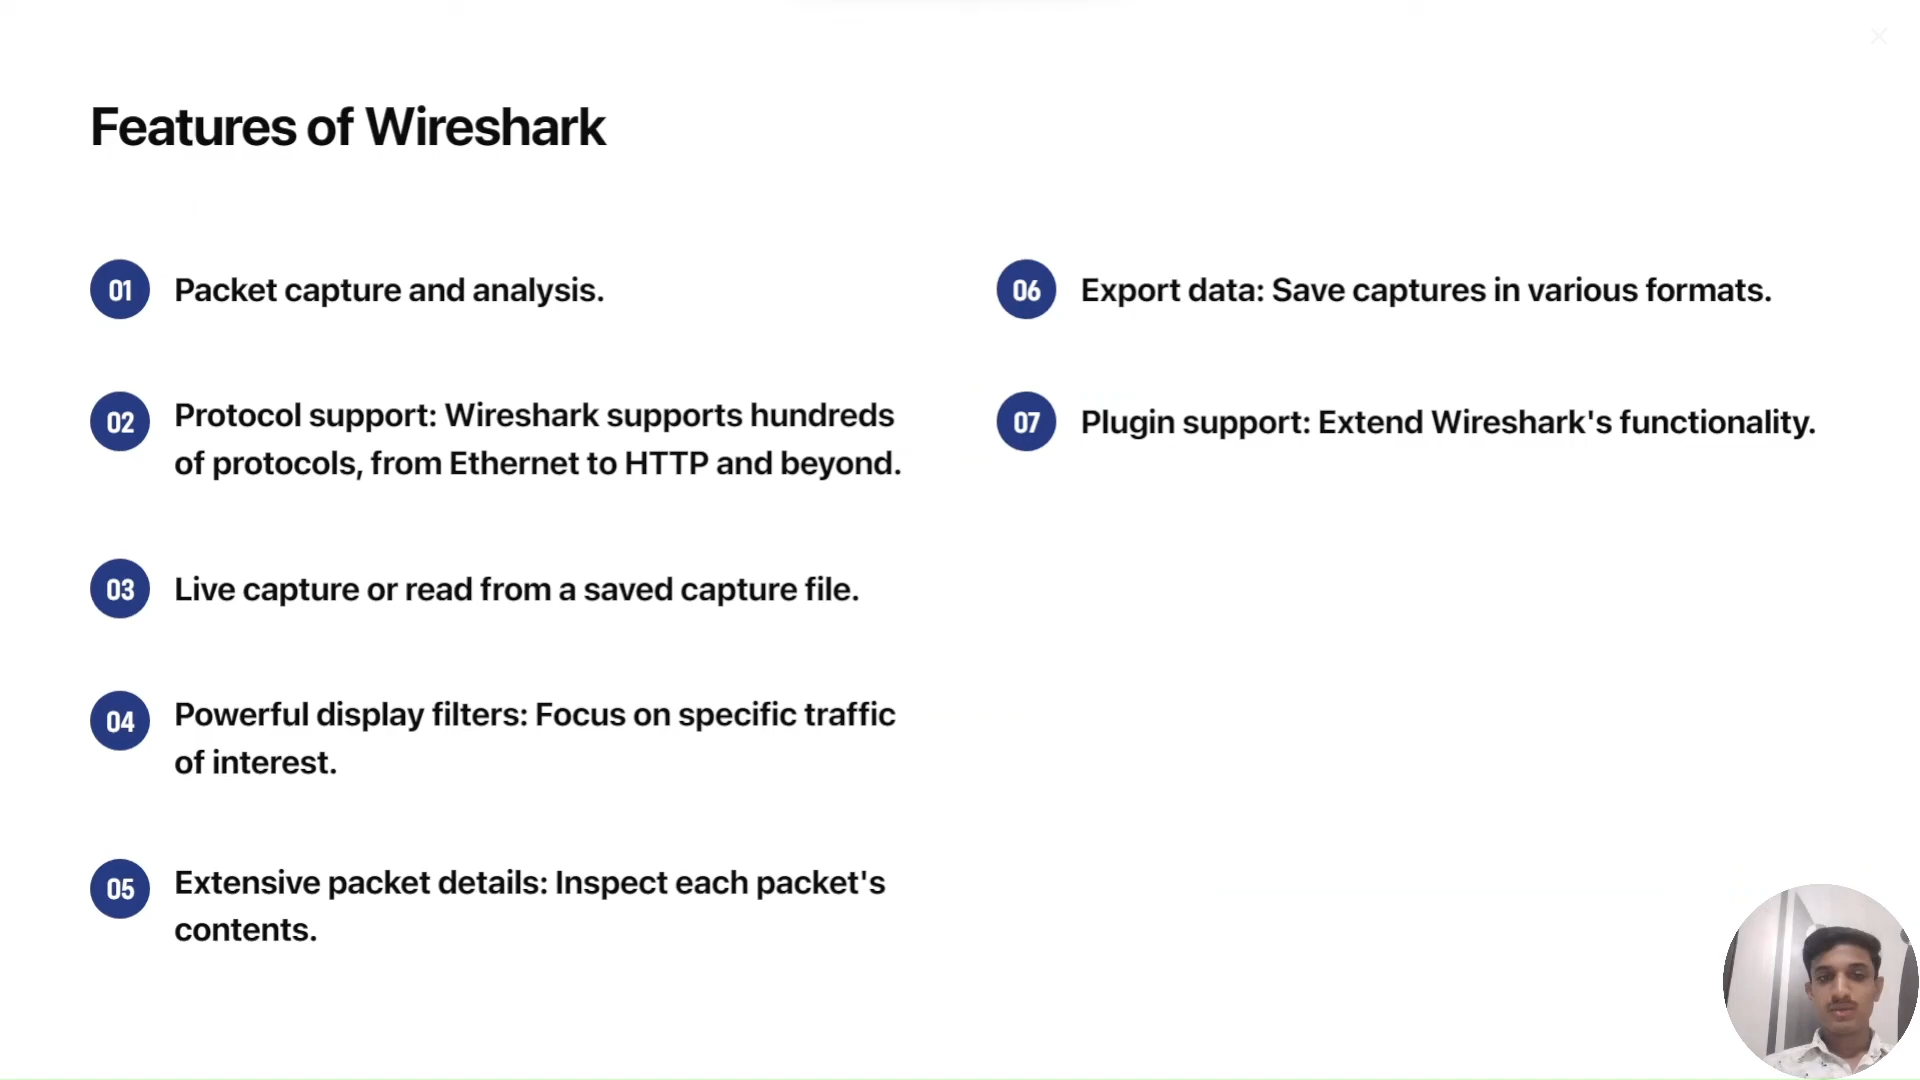 Features of Wireshark
01 Packet capture and analysis.
02 Protocol support: Wireshark supports hundreds
of protocols, from Ethernet to HTTP and beyond.
03 Live capture or read from a saved capture file.
04 Powerful display filters: Focus on specific traffic
of interest.
05 Extensive packet details: Inspect each packet's
contents.
06 Export data: Save captures in various formats.
07 Plugin support: Extend Wireshark's functionality.